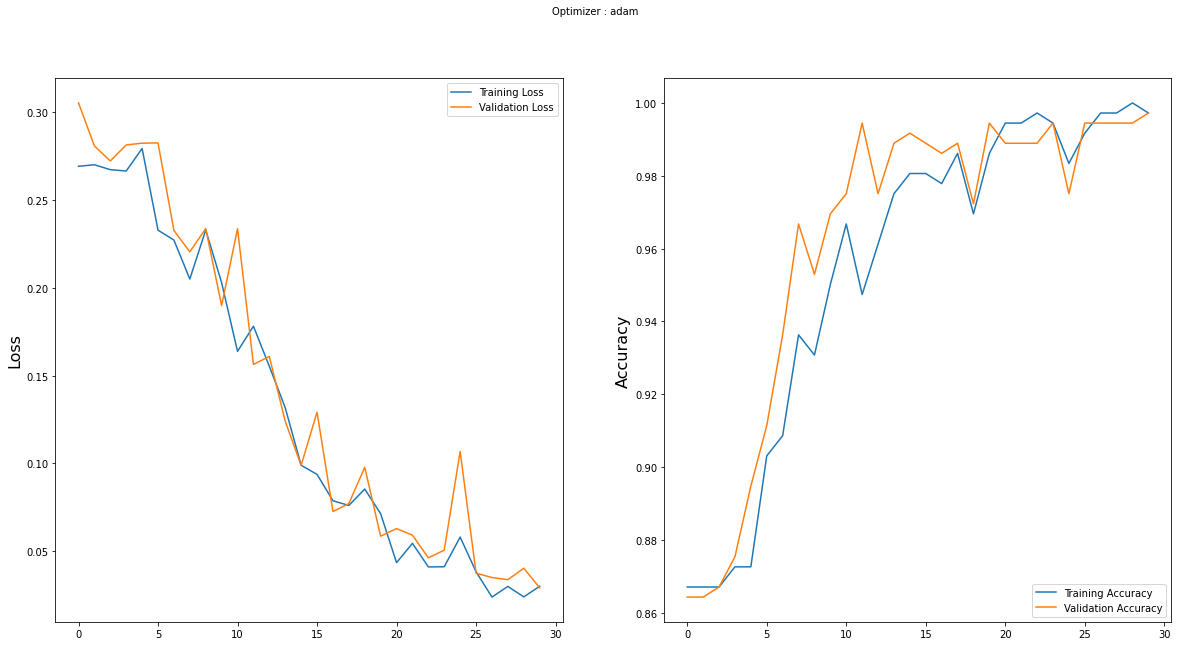 Optimizer : adam
Training Loss
Validation Loss
0.30
0.25
0.20
0.15
0.10
0.05
Loss
0 5 10 15 20 25 30
1.00
0.98
0.96
0.94
0.92
0.90
0.88
0.86
Accuracy
Training Accuracy
Validation Accuracy
0 5 10 15 20 25 30